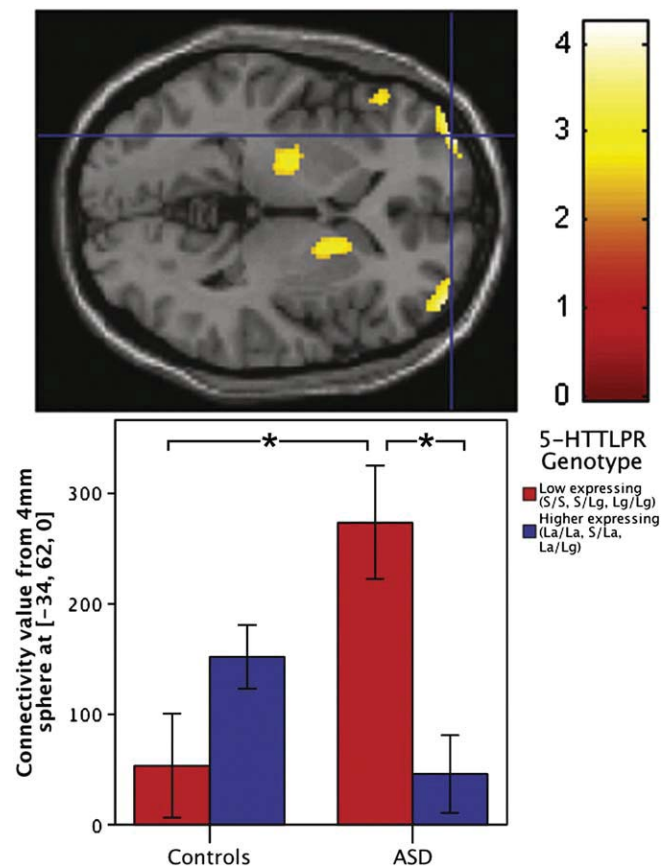 4
3
2
1
0
5-HTTLPR
Genotype
Low expressing
(S/S, S/Lg, Lg/Lg)
Higher expressing
(La/La, S/La,
La/Lg)
Connectivity value from 4mm
sphere at [-34, 62, 0]
300
200
100
0
*
*
Controls
ASD